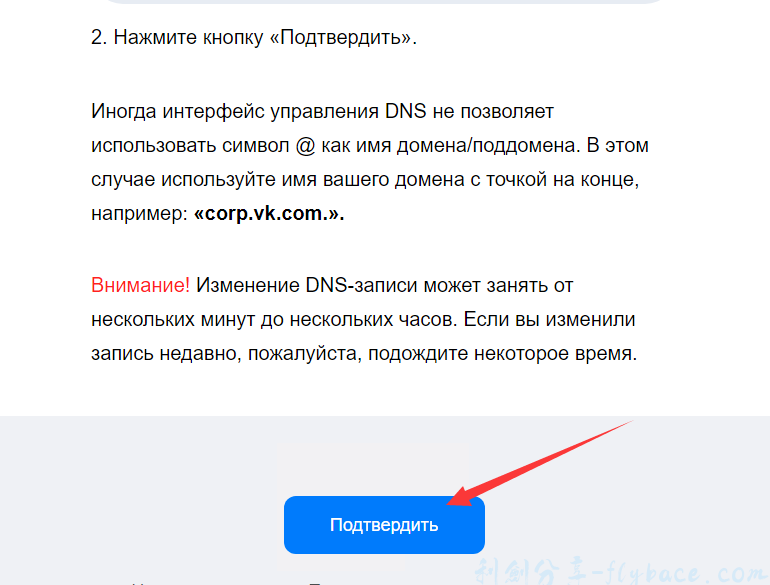 2. Нажмите кнопку «Подтвердить».
Иногда интерфейс управления DNS не позволяет
использовать символ @ как имя домена/поддомена. В этом
случае используйте имя вашего домена с точкой на конце,
например: «corp.vk.com.».
Внимание! Изменение DNS-записи может занять от
нескольких минут до нескольких часов. Если вы изменили
запись недавно, пожалуйста, подождите некоторое время.
Подтвердить
利創分享-flybace.com